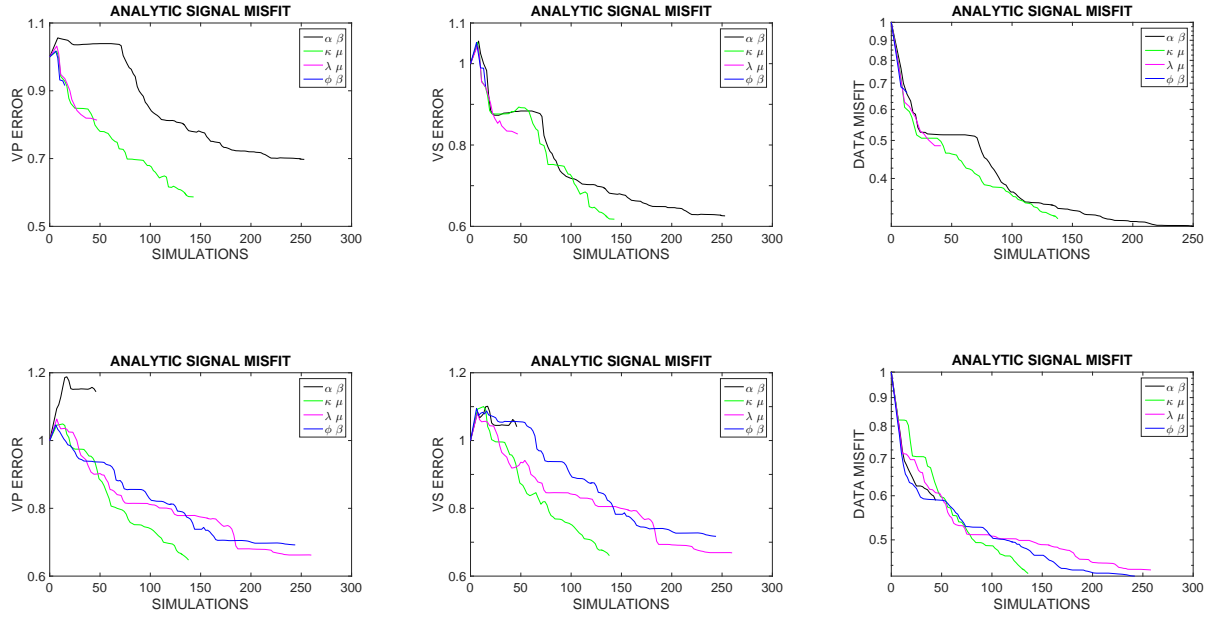 ANALYTIC SIGNAL MISFIT
VP ERROR
1.1
1
0.9
0.7
0.5
α β
κ μ
λ μ
ϕ β
0 50 100 150 200 250 300
SIMULATIONS
ANALYTIC SIGNAL MISFIT
VS ERROR
1
0.8
0.6
α β
κ μ
λ μ
ϕ β
0 50 100 150 200 250 300
SIMULATIONS
ANALYTIC SIGNAL MISFIT
DATA MISFIT
1
0.9
0.8
0.7
0.6
0.5
0.4
α β
κ μ
λ μ
ϕ β
0 50 100 150 200 250
SIMULATIONS
ANALYTIC SIGNAL MISFIT
VP ERROR
1.2
1
0.8
0.6
α β
κ μ
λ μ
ϕ β
0 50 100 150 200 250 300
SIMULATIONS
ANALYTIC SIGNAL MISFIT
VS ERROR
1.2
1
0.8
0.6
α β
κ μ
λ μ
ϕ β
0 50 100 150 200 250 300
SIMULATIONS
ANALYTIC SIGNAL MISFIT
DATA MISFIT
1
0.9
0.8
0.7
0.6
0.5
α β
κ μ
λ μ
ϕ β
0 50 100 150 200 250 300
SIMULATIONS